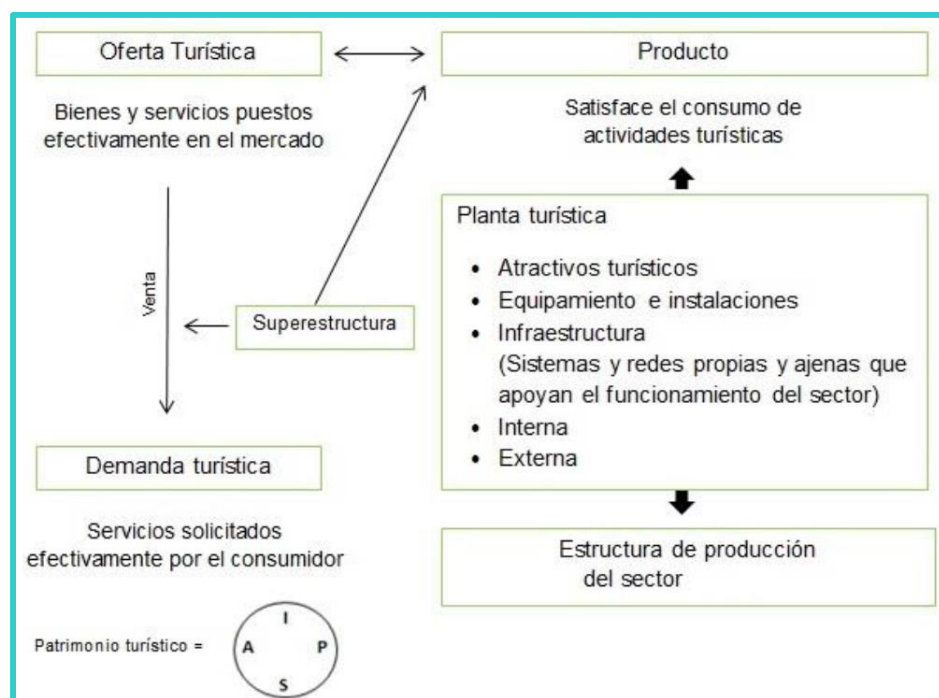 Oferta Turística
Producto
Bienes y servicios puestos
efectivamente en el mercado
Satisface el consumo de
actividades turísticas
Venta
Superestructura
Planta turística
• Atractivos turísticos
• Equipamiento e instalaciones
• Infraestructura
(Sistemas y redes propias y ajenas que
apoyan el funcionamiento del sector)
• Interna
• Externa
Demanda turística
Servicios solicitados
efectivamente por el consumidor
Estructura de producción
del sector
Patrimonio turístico =
I
A P
S